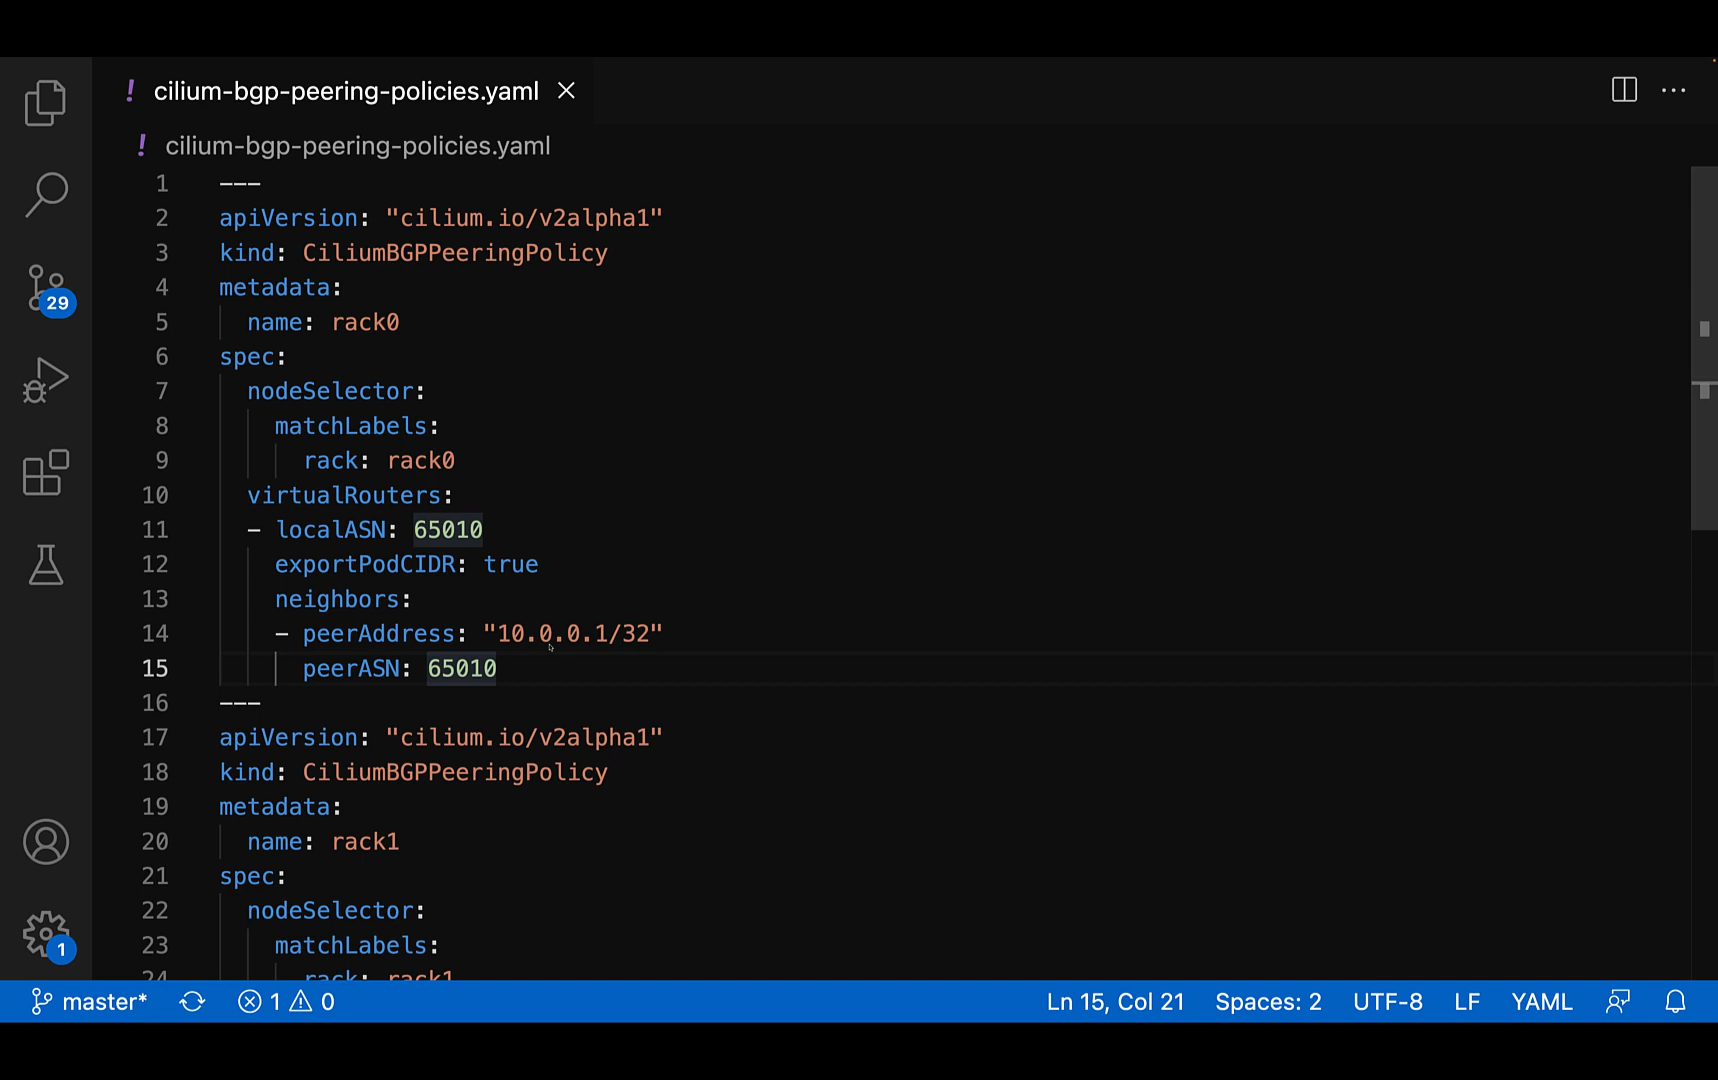 ! cilium-bgp-peering-policies.yaml
! cilium-bgp-peering-policies.yaml
1 ---
2 apiVersion: "cilium.io/v2alpha1"
3 kind: CiliumBGPPeeringPolicy
4 metadata:
5 name: rack0
6 spec:
7 nodeSelector:
8 matchLabels:
9 rack: rack0
10 virtualRouters:
11 - localASN: 65010
12 exportPodCIDR: true
13 neighbors:
14 - peerAddress: "10.0.0.1/32"
15 peerASN: 65010
16 ---
17 apiVersion: "cilium.io/v2alpha1"
18 kind: CiliumBGPPeeringPolicy
19 metadata:
20 name: rack1
21 spec:
22 nodeSelector:
23 matchLabels:
24 rack: rack1
29
1
master* 1 0 Ln 15, Col 21 Spaces: 2 UTF-8 LF YAML